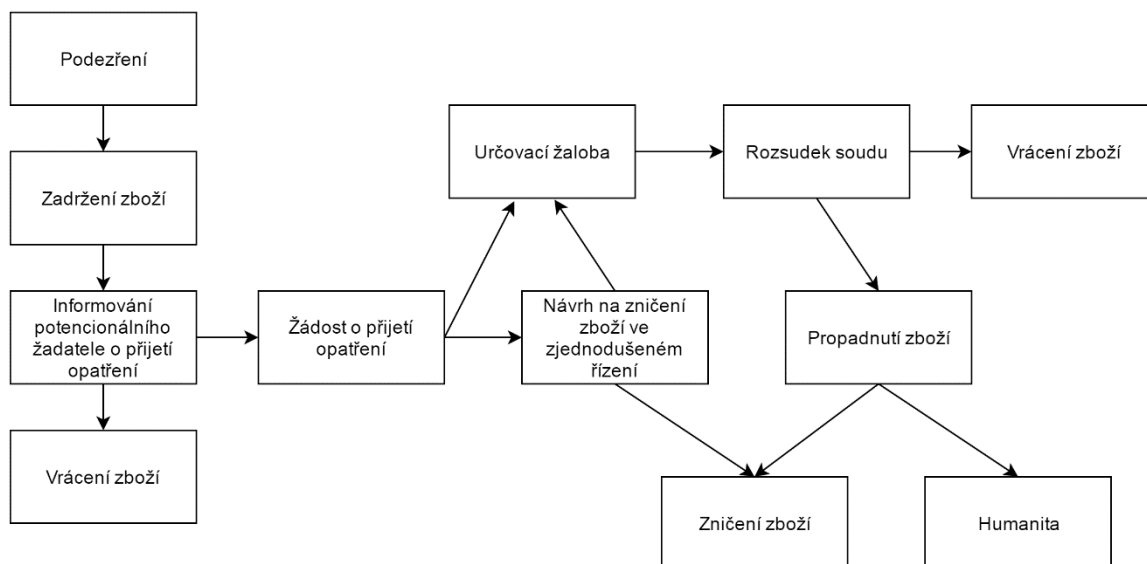 Podezření
Zadržení zboží
Informování
potencionálního
žadatele o přijetí
opatření
Vrácení zboží
Žádost o přijetí
opatření
Určovací žaloba
Návrh na zničení
zboží ve
zjednodušeném
řízení
Rozsudek soudu
Vrácení zboží
Propadnutí zboží
Zničení zboží
Humanita